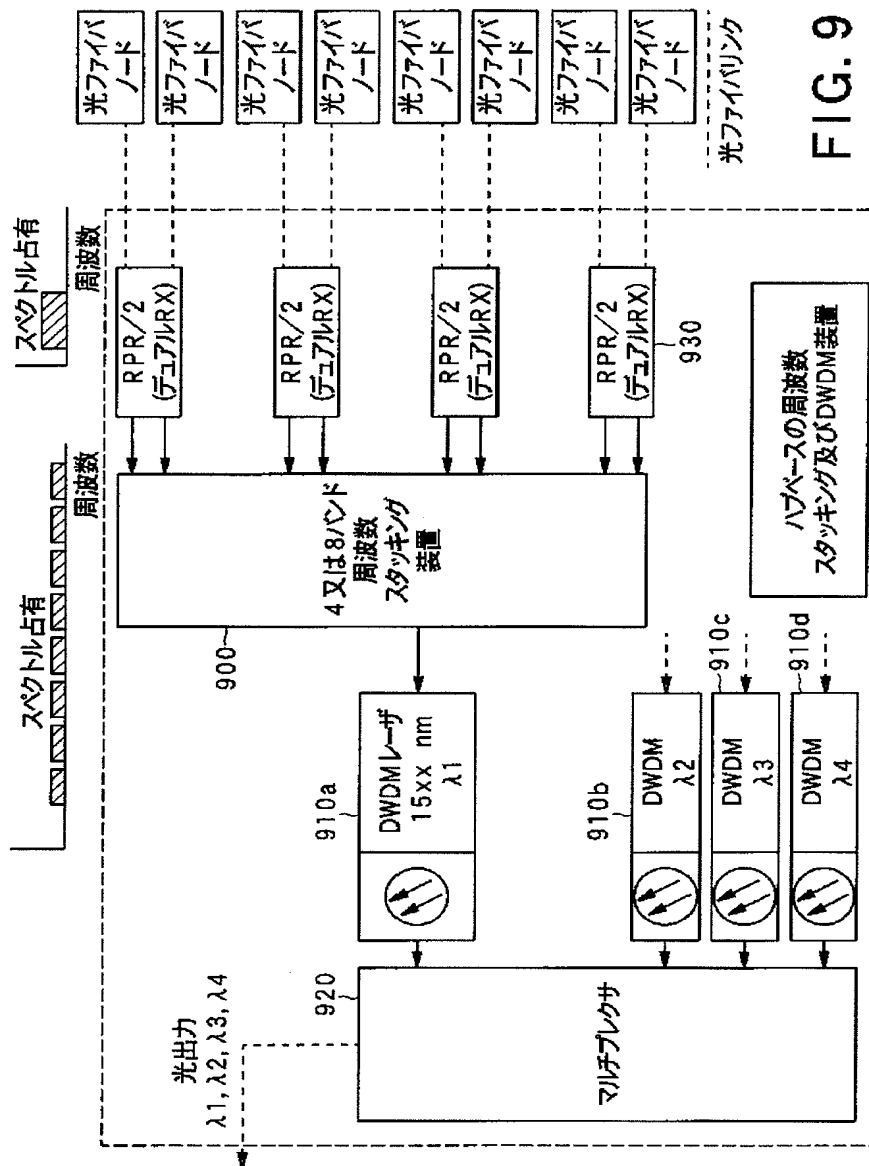 スペクトル占有
周波数
スペクトル占有
周波数
光出力
λ1, λ2, λ3, λ4
920
マルチプレクサ
910a
DWDMレーザ
15xx nm
λ1
910b
DWDM
λ2
910c
DWDM
λ3
910d
DWDM
λ4
900
4又は8バンド
周波数
スタッキング
装置
RPR/2
(デュアルRX)
RPR/2
(デュアルRX)
RPR/2
(デュアルRX)
RPR/2
(デュアルRX)
930
光ファイバ
ノード
光ファイバ
ノード
光ファイバ
ノード
光ファイバ
ノード
光ファイバ
ノード
光ファイバ
ノード
光ファイバ
ノード
光ファイバ
ノード
光ファイバリンク
ハブベースの周波数
スタッキング及びDWDM装置
FIG. 9